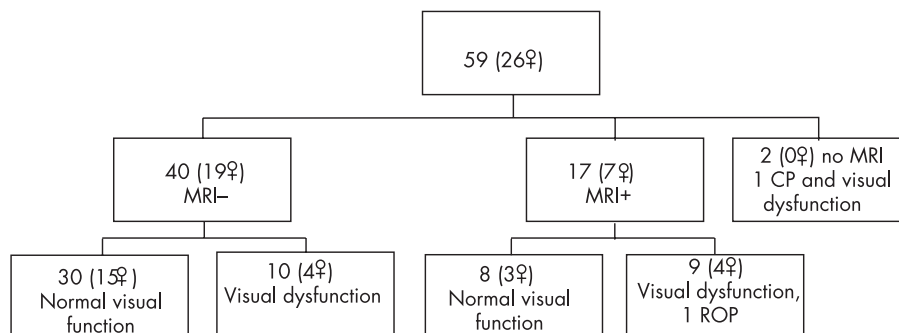 59 (26♀)
40 (19♀)
MRI–
17 (7♀)
MRI+
2 (0♀) no MRI
1 CP and visual
dysfunction
30 (15♀)
Normal visual
function
10 (4♀)
Visual dysfunction
8 (3♀)
Normal visual
function
9 (4♀)
Visual dysfunction,
1 ROP